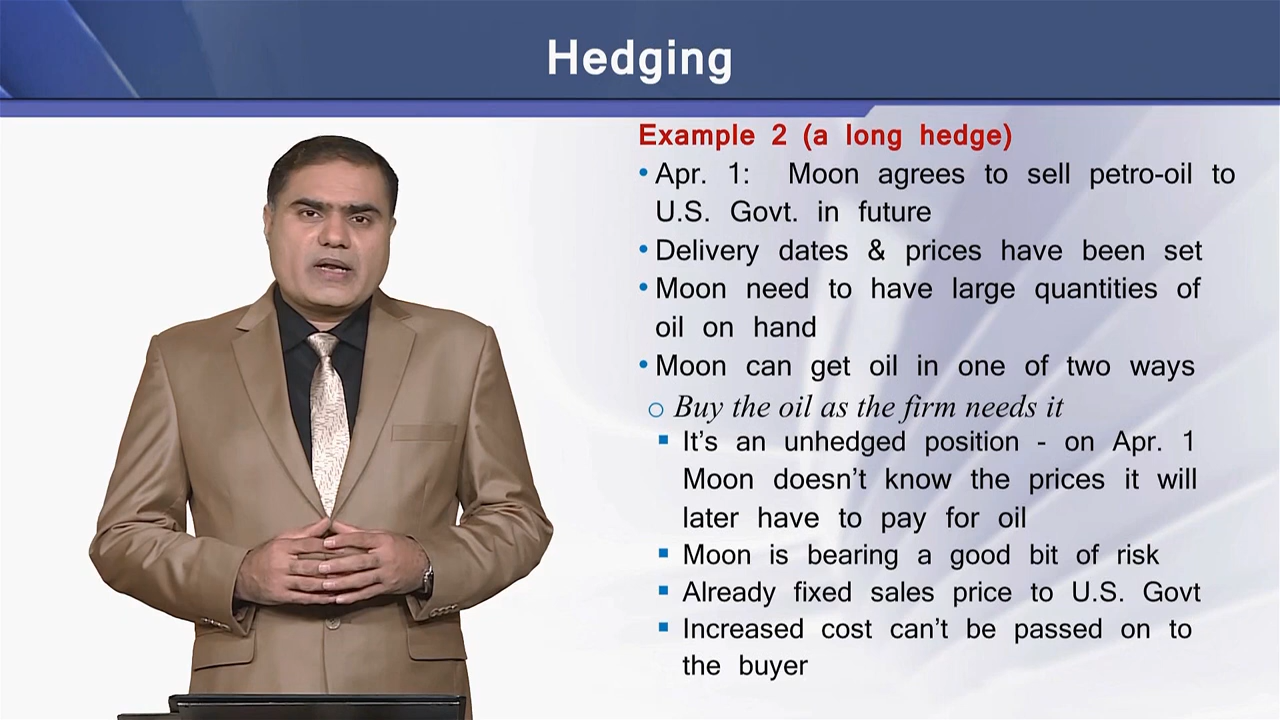 Hedging
Example 2 (a long hedge)
• Apr. 1: Moon agrees to sell petro-oil to
U.S. Govt. in future
• Delivery dates & prices have been set
• Moon need to have large quantities of
oil on hand
• Moon can get oil in one of two ways
o Buy the oil as the firm needs it
▪ It's an unhedged position - on Apr. 1
Moon doesn't know the prices it will
later have to pay for oil
▪ Moon is bearing a good bit of risk
▪ Already fixed sales price to U.S. Govt
▪ Increased cost can't be passed on to
the buyer